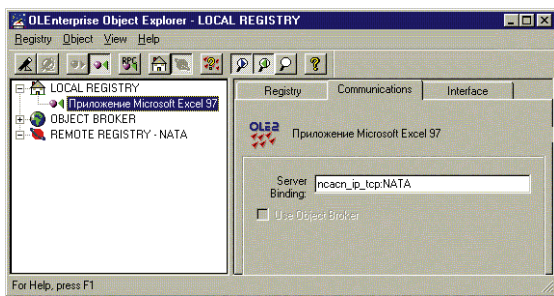 OLEnterprise Object Explorer - LOCAL REGISTRY
Registry Object View Help
RPC
LOCAL REGISTRY
Приложение Microsoft Excel 97
OBJECT BROKER
REMOTE REGISTRY - NATA
Registry Communications Interface
OLE2
Приложение Microsoft Excel 97
Server
Binding:
ncacn_ip_tcp:NATA
Use Object Broker
For Help, press F1